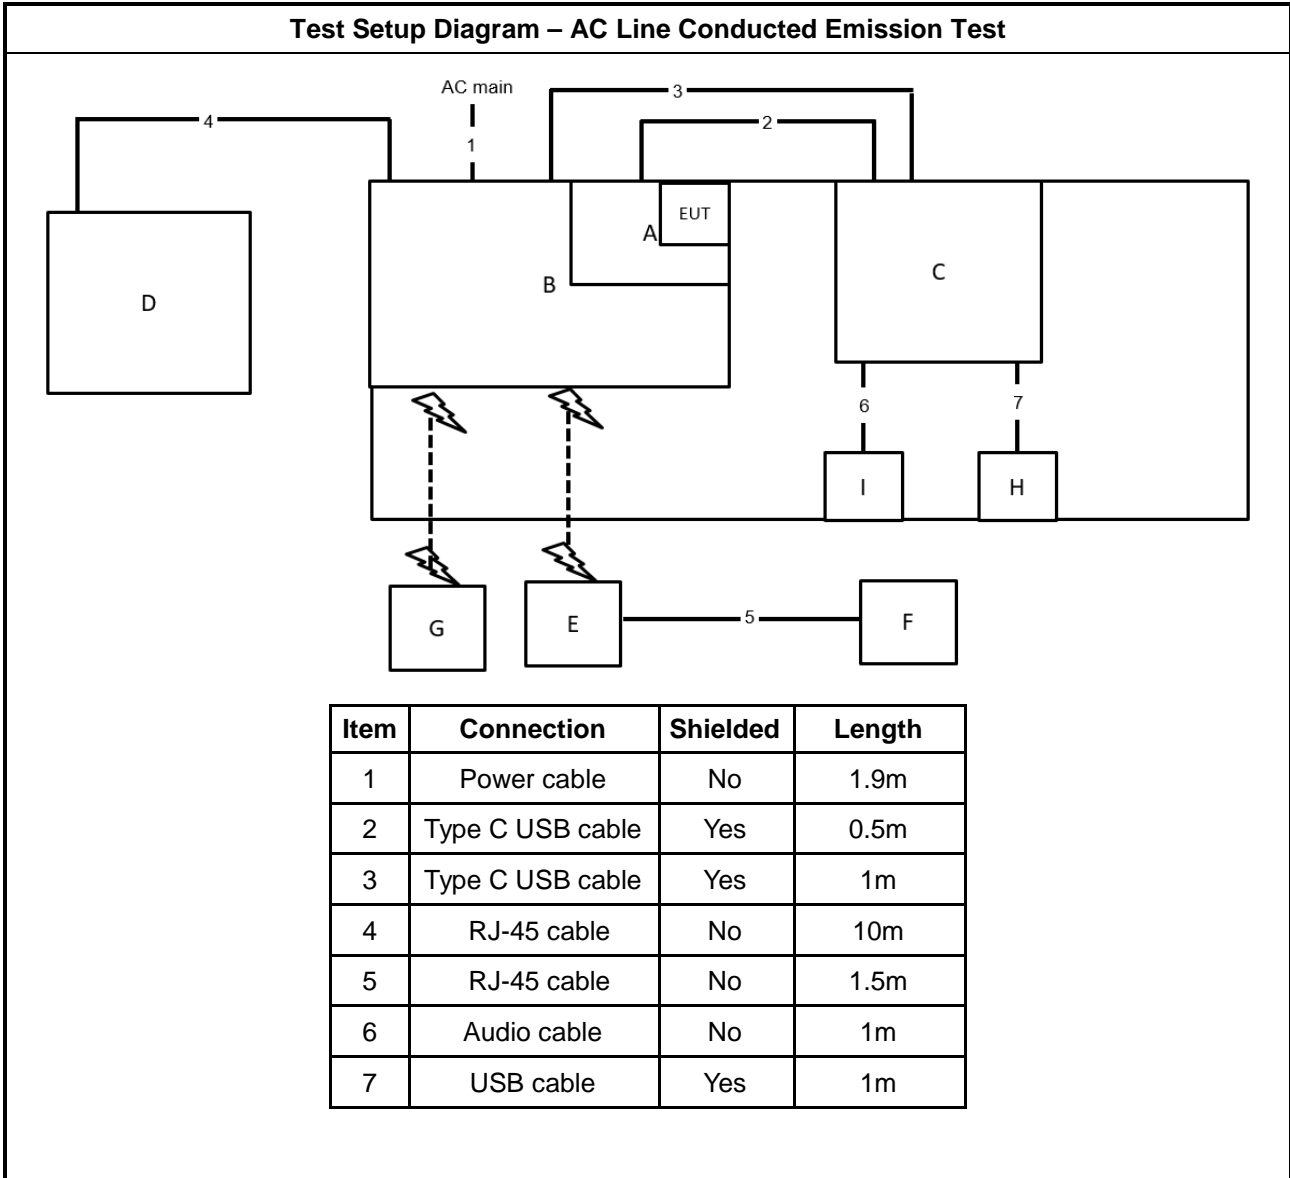 Test Setup Diagram – AC Line Conducted Emission Test
AC main
3
4
2
1
EUT
A
B
C
D
6
7
I
H
G
E
5
F
Item Connection Shielded Length
1 Power cable No 1.9m
2 Type C USB cable Yes 0.5m
3 Type C USB cable Yes 1m
4 RJ-45 cable No 10m
5 RJ-45 cable No 1.5m
6 Audio cable No 1m
7 USB cable Yes 1m